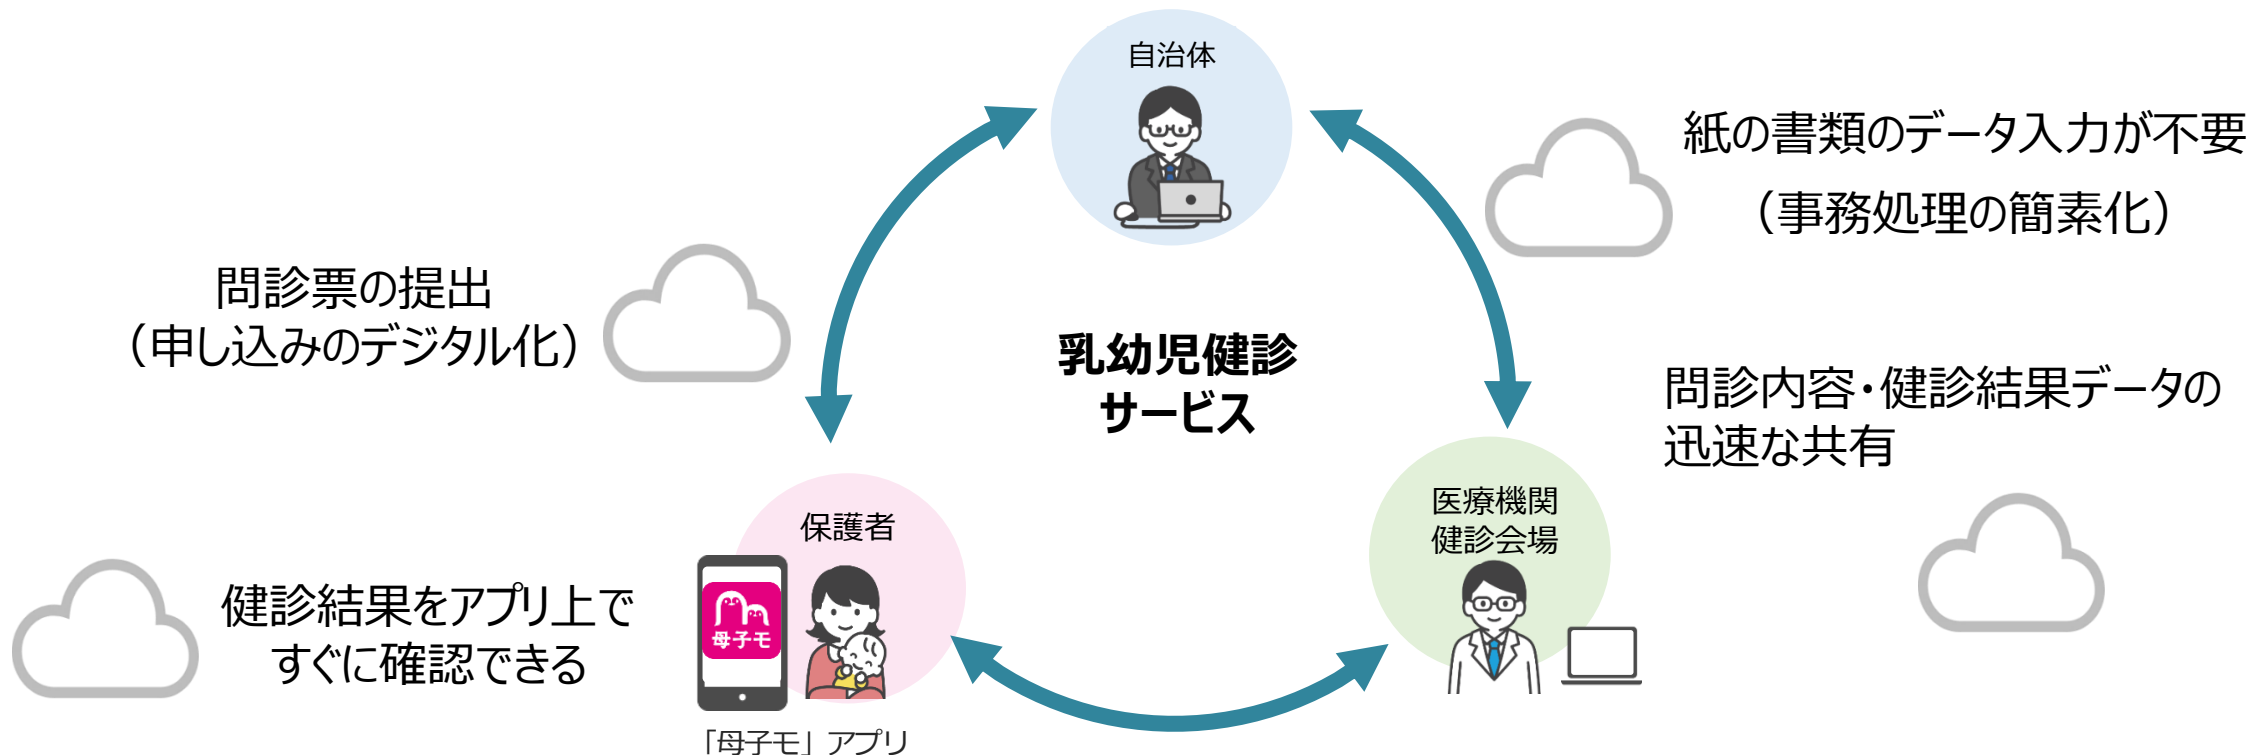 自治体
紙の書類のデータ入力が不要
（事務処理の簡素化）
問診票の提出
（申し込みのデジタル化）
乳幼児健診
サービス
問診内容・健診結果データの
迅速な共有
医療機関
健診会場
保護者
母子モ
健診結果をアプリ上で
すぐに確認できる
「母子モ」アプリ